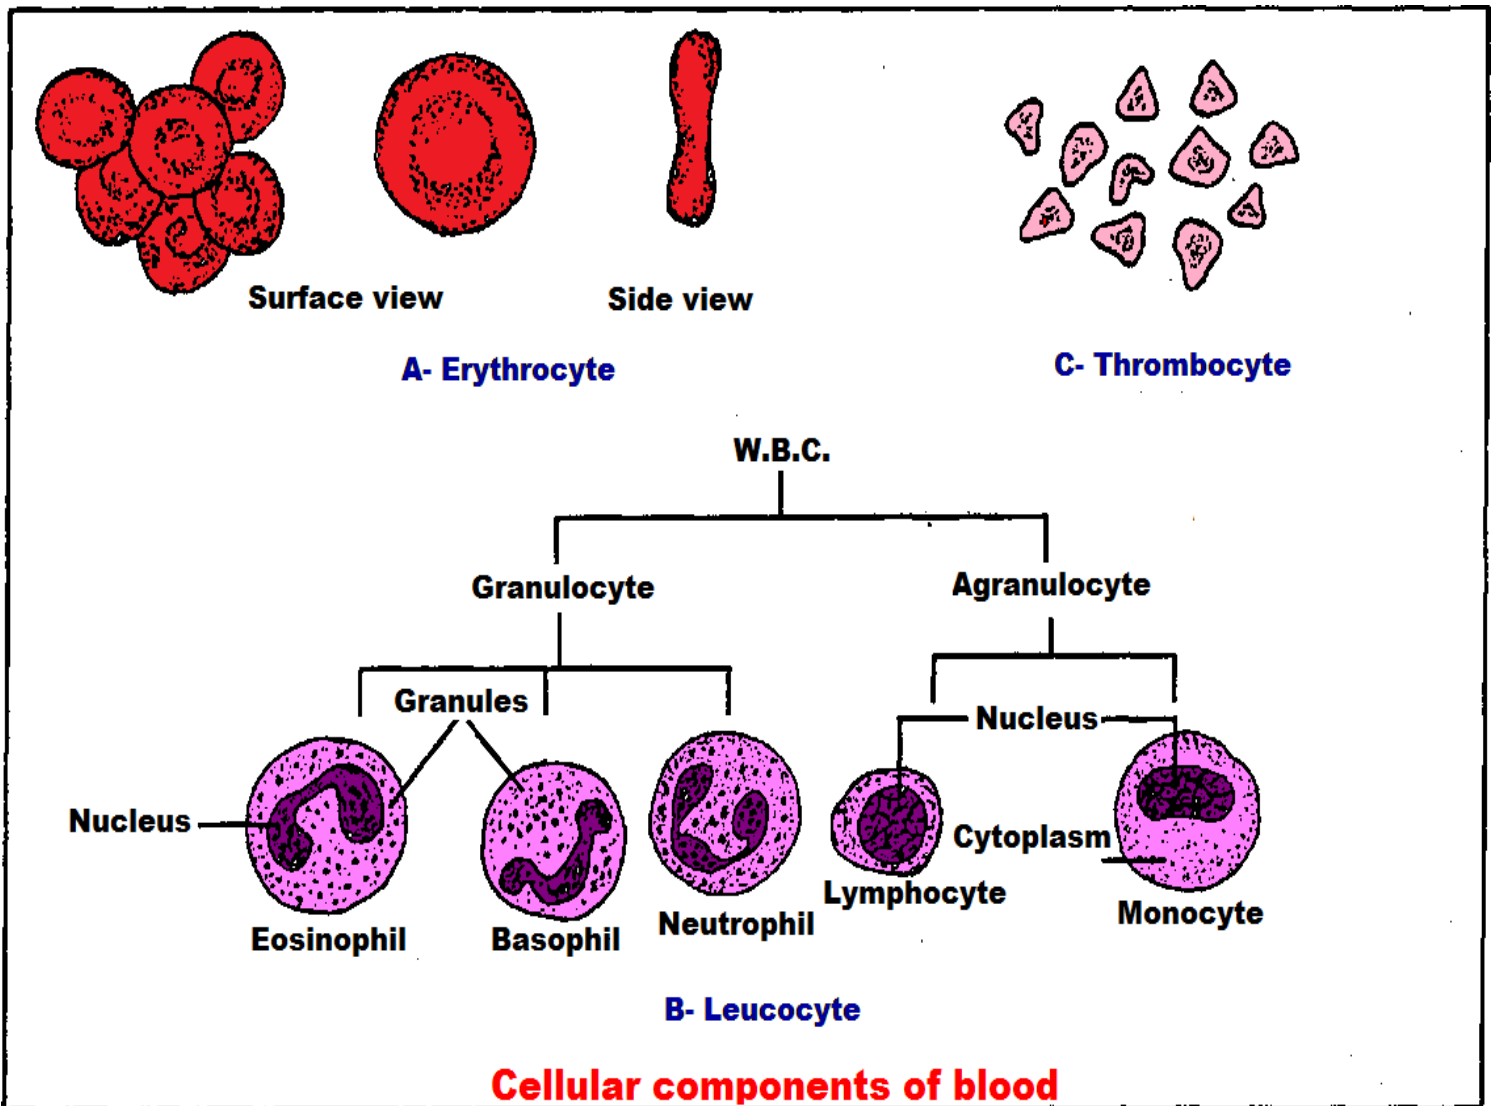 Surface view
Side view
A- Erythrocyte
C- Thrombocyte
W.B.C.
Granulocyte
Agranulocyte
Granules
Nucleus
Nucleus
Cytoplasm
Lymphocyte
Monocyte
Neutrophil
Eosinophil
Basophil
B- Leucocyte
Cellular components of blood